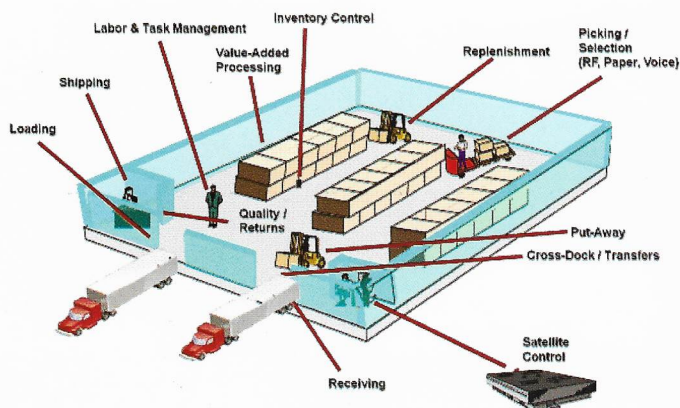 Inventory Control
Labor & Task Management
Value-Added
Processing
Replenishment
Picking /
Selection
(RF, Paper, Voice)
Shipping
Loading
Quality /
Returns
Put-Away
Cross-Dock / Transfers
Receiving
Satellite
Control